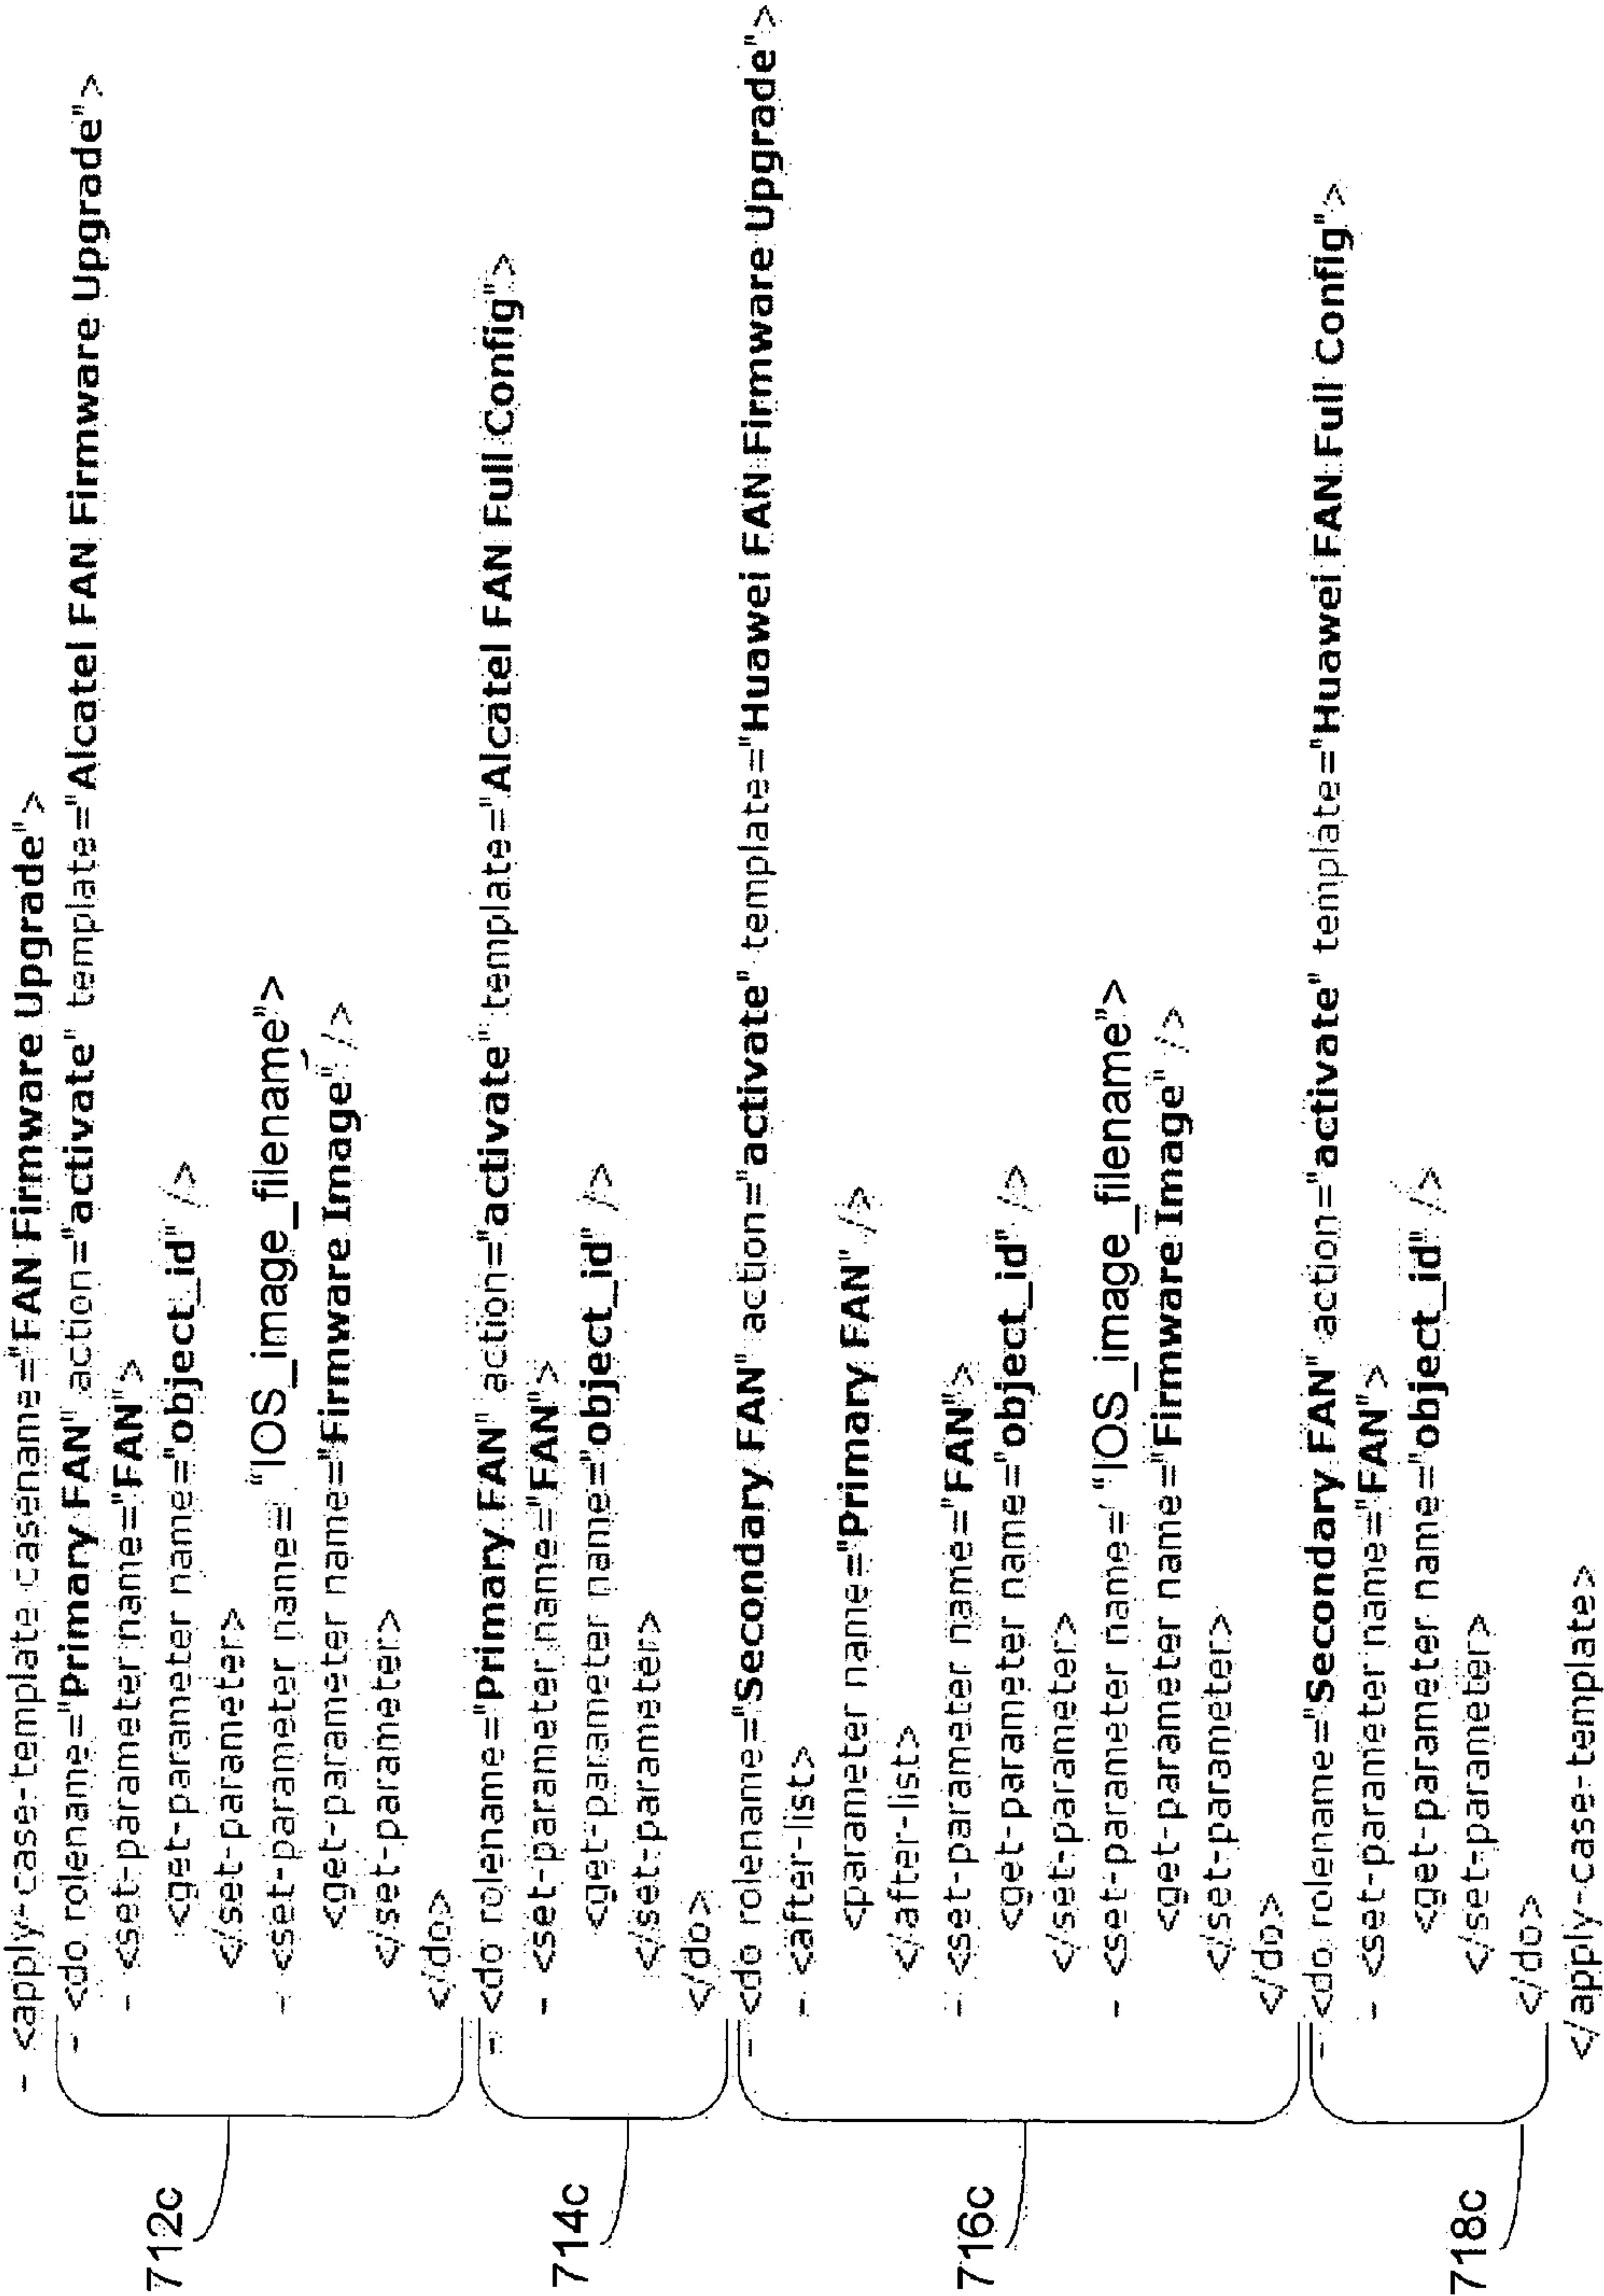 - <apply-case-template casename="FAN Firmware Upgrade">
712c
- <do rolename="Primary FAN" action="activate" template="Alcatel FAN Firmware Upgrade">
- <set-parameter name="FAN">
<get-parameter name="object_id" />
</set-parameter>
- <set-parameter name= "IOS_image_filename">
<get-parameter name="Firmware Image" />
</set-parameter>
</do>
714c
- <do rolename="Primary FAN" action="activate" template="Alcatel FAN Full Config">
- <set-parameter name="FAN">
<get-parameter name="object_id" />
</set-parameter>
</do>
716c
- <do rolename="Secondary FAN" action="activate" template="Huawei FAN Firmware Upgrade">
- <after-list>
<parameter name="Primary FAN" />
</after-list>
- <set-parameter name="FAN">
<get-parameter name="object_id" />
</set-parameter>
- <set-parameter name= "IOS_image_filename">
<get-parameter name="Firmware Image" />
</set-parameter>
</do>
718c
- <do rolename="Secondary FAN" action="activate" template="Huawei FAN Full Config">
- <set-parameter name="FAN">
<get-parameter name="object_id" />
</set-parameter>
</do>
</apply-case-template>